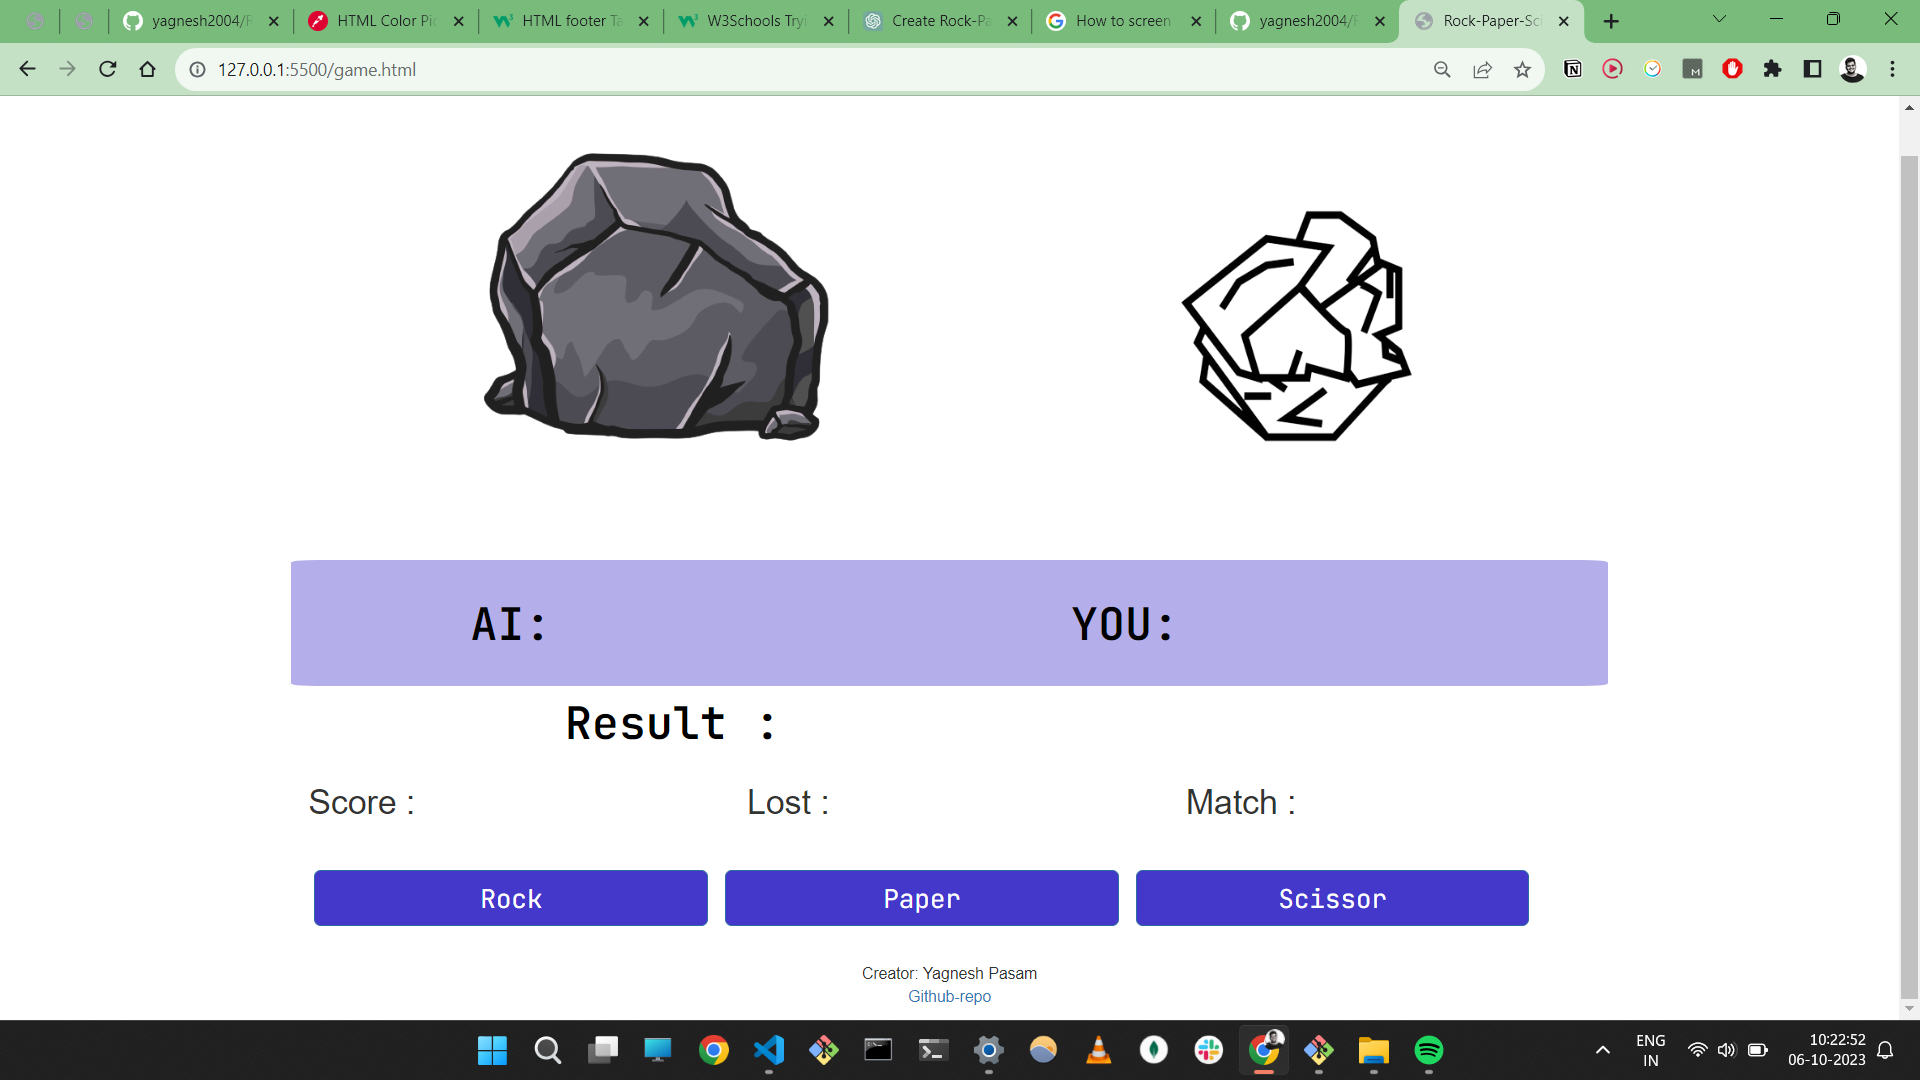 yagnesh2004/R
HTML Color Pic
HTML footer Ta
W3Schools Tryi
Create Rock-Pa
How to screen
yagnesh2004/R
Rock-Paper-Sci
127.0.0.1:5500/game.html
AI: YOU:
Result :
Score : Lost : Match :
Rock Paper Scissor
Creator: Yagnesh Pasam
Github-repo
ENG
IN
10:22:52
06-10-2023